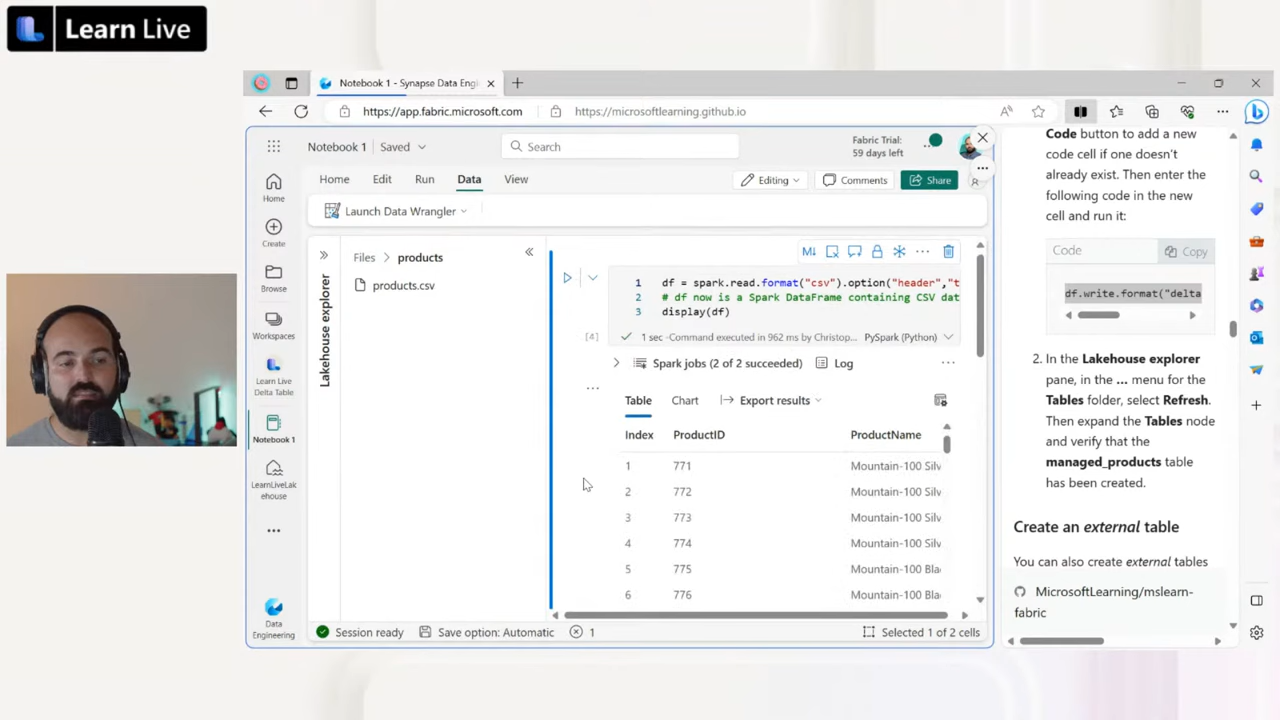 Learn Live
Notebook 1 - Synapse Data Engi
https://app.fabric.microsoft.com
https://microsoftlearning.github.io
Notebook 1
Saved
Search
Fabric Trial:
59 days left
Home
Edit
Run
Data
View
Editing
Comments
Share
Launch Data Wrangler
Home
Create
Browse
Workspaces
Learn Live
Delta Table
Notebook 1
LearnLiveLak
ehouse
Data
Engineering
Lakehouse explorer
Files > products
products.csv
1 df = spark.read.format("csv").option("header","t
2 # df now is a Spark DataFrame containing CSV dat
3 display(df)
[4]
1 sec - Command executed in 962 ms by Christop...
PySpark (Python)
Spark jobs (2 of 2 succeeded)
Log
Table
Chart
Export results
Index ProductID ProductName
1 771 Mountain-100 Silv
2 772 Mountain-100 Silv
3 773 Mountain-100 Silv
4 774 Mountain-100 Silv
5 775 Mountain-100 Bla
6 776 Mountain-100 Bla
Session ready
Save option: Automatic
1
Selected 1 of 2 cells
Code button to add a new
code cell if one doesn't
already exist. Then enter the
following code in the new
cell and run it:
Code
Copy
df.write.format("delta
2. In the Lakehouse explorer
pane, in the ... menu for the
Tables folder, select Refresh.
Then expand the Tables node
and verify that the
managed_products table
has been created.
Create an external table
You can also create external tables
MicrosoftLearning/mslearn-
fabric